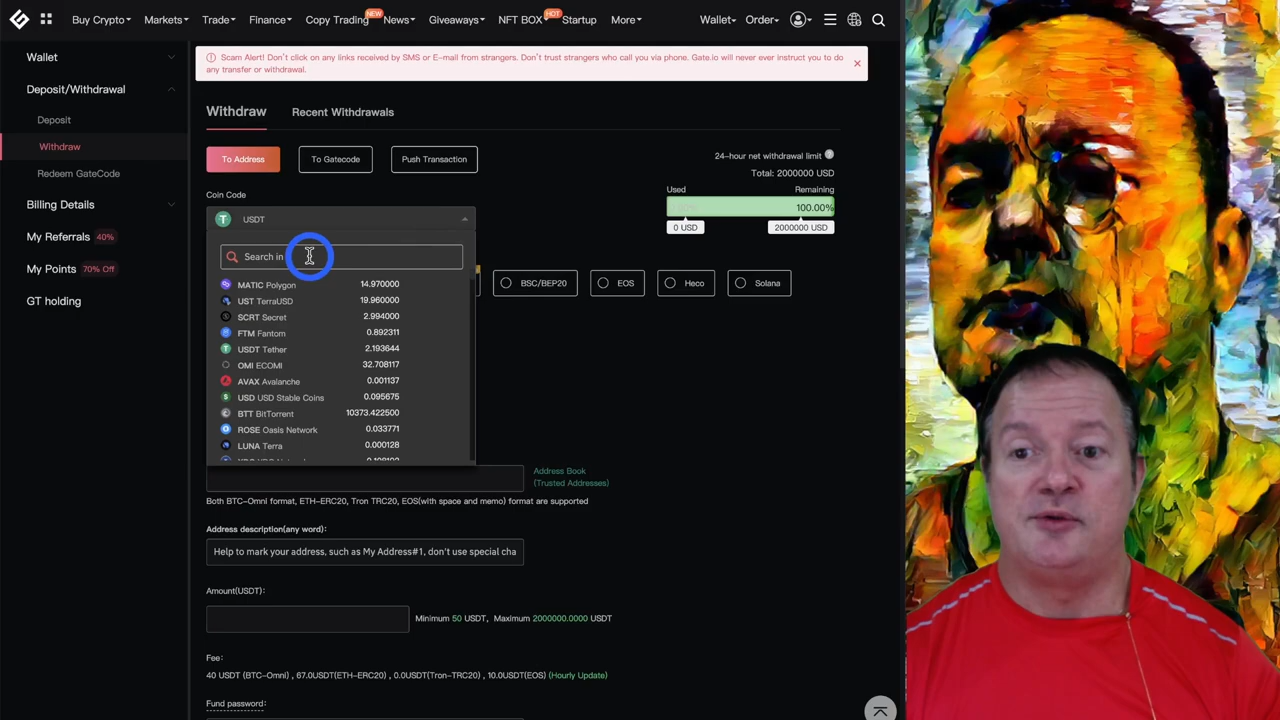 Buy Crypto Markets Trade Finance Copy Trading NEW News Giveaways NFT BOX HOT Startup More Wallet Order
Wallet
Deposit/Withdrawal
Deposit
Withdraw
Redeem GateCode
Billing Details
My Referrals 40%
My Points 70% Off
GT holding
Scam Alert! Don't click on any links received by SMS or E-mail from strangers. Don't trust strangers who call you via phone. Gate.io will never ever instruct you to do
any transfer or withdrawal.
Withdraw Recent Withdrawals
To Address To Gatecode Push Transaction
24-hour net withdrawal limit ?
Total: 2000000 USD
Used Remaining
100.00%
0 USD 2000000 USD
Coin Code
USDT
Search in
BSC/BEP20 EOS Heco Solana
MATIC Polygon 14.970000
UST TerraUSD 19.960000
SCRT Secret 2.994000
FTM Fantom 0.892311
USDT Tether 2.193644
OMI ECOMI 32.708117
AVAX Avalanche 0.001137
USD USD Stable Coins 0.095675
BTT BitTorrent 10373.422500
ROSE Oasis Network 0.033771
LUNA Terra 0.000128
Address Book
(Trusted Addresses)
Both BTC-Omni format, ETH-ERC20, Tron TRC20, EOS(with space and memo) format are supported
Address description(any word):
Help to mark your address, such as My Address#1, don't use special cha
Amount(USDT):
Minimum 50 USDT, Maximum 2000000.0000 USDT
Fee:
40 USDT (BTC-Omni) , 67.0USDT(ETH-ERC20) , 0.0USDT(Tron-TRC20) , 10.0USDT(EOS) (Hourly Update)
Fund password: